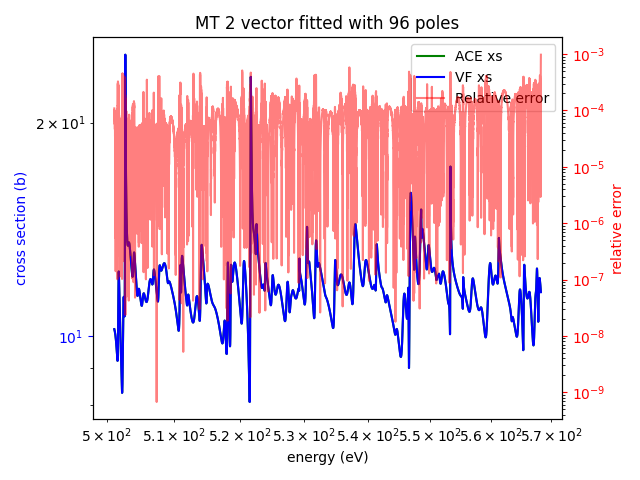 MT 2 vector fitted with 96 poles
ACE xs
VF xs
Relative error
cross section (b)
2 × 10¹
10¹
10⁻³
10⁻⁴
10⁻⁵
10⁻⁶
10⁻⁷
10⁻⁸
10⁻⁹
relative error
5 × 10² 5.1 × 10² 5.2 × 10² 5.3 × 10² 5.4 × 10² 5.5 × 10² 5.6 × 10² 5.7 × 10²
energy (eV)